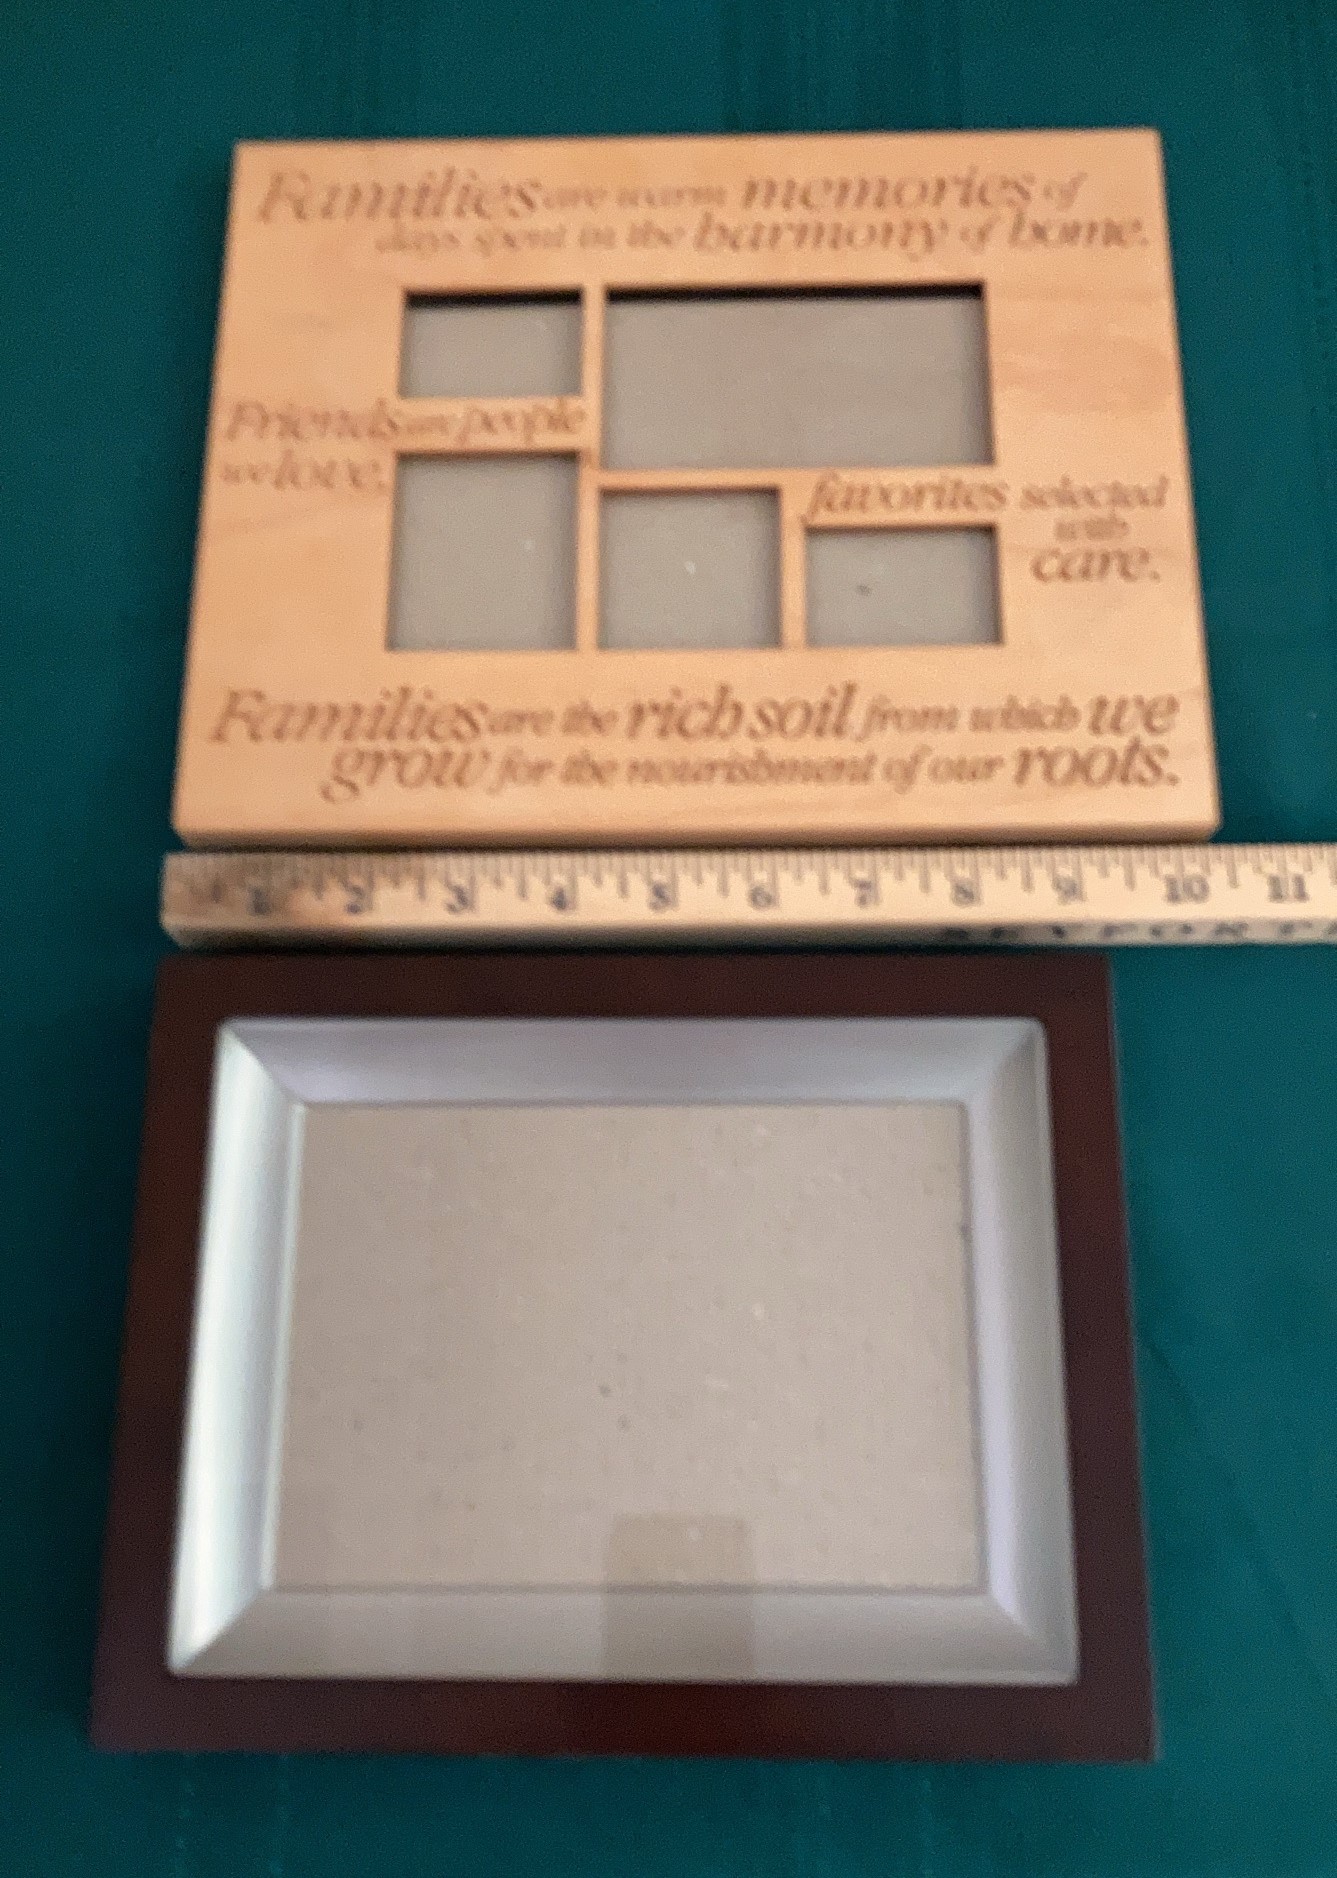 Families are warm memories of
days spent in the harmony of home.
Friends are people
we love.
favorites selected
with
care.
Families are the rich soil from which we
grow for the nourishment of our roots.
1 2 3 4 5 6 7 8 9 10 11